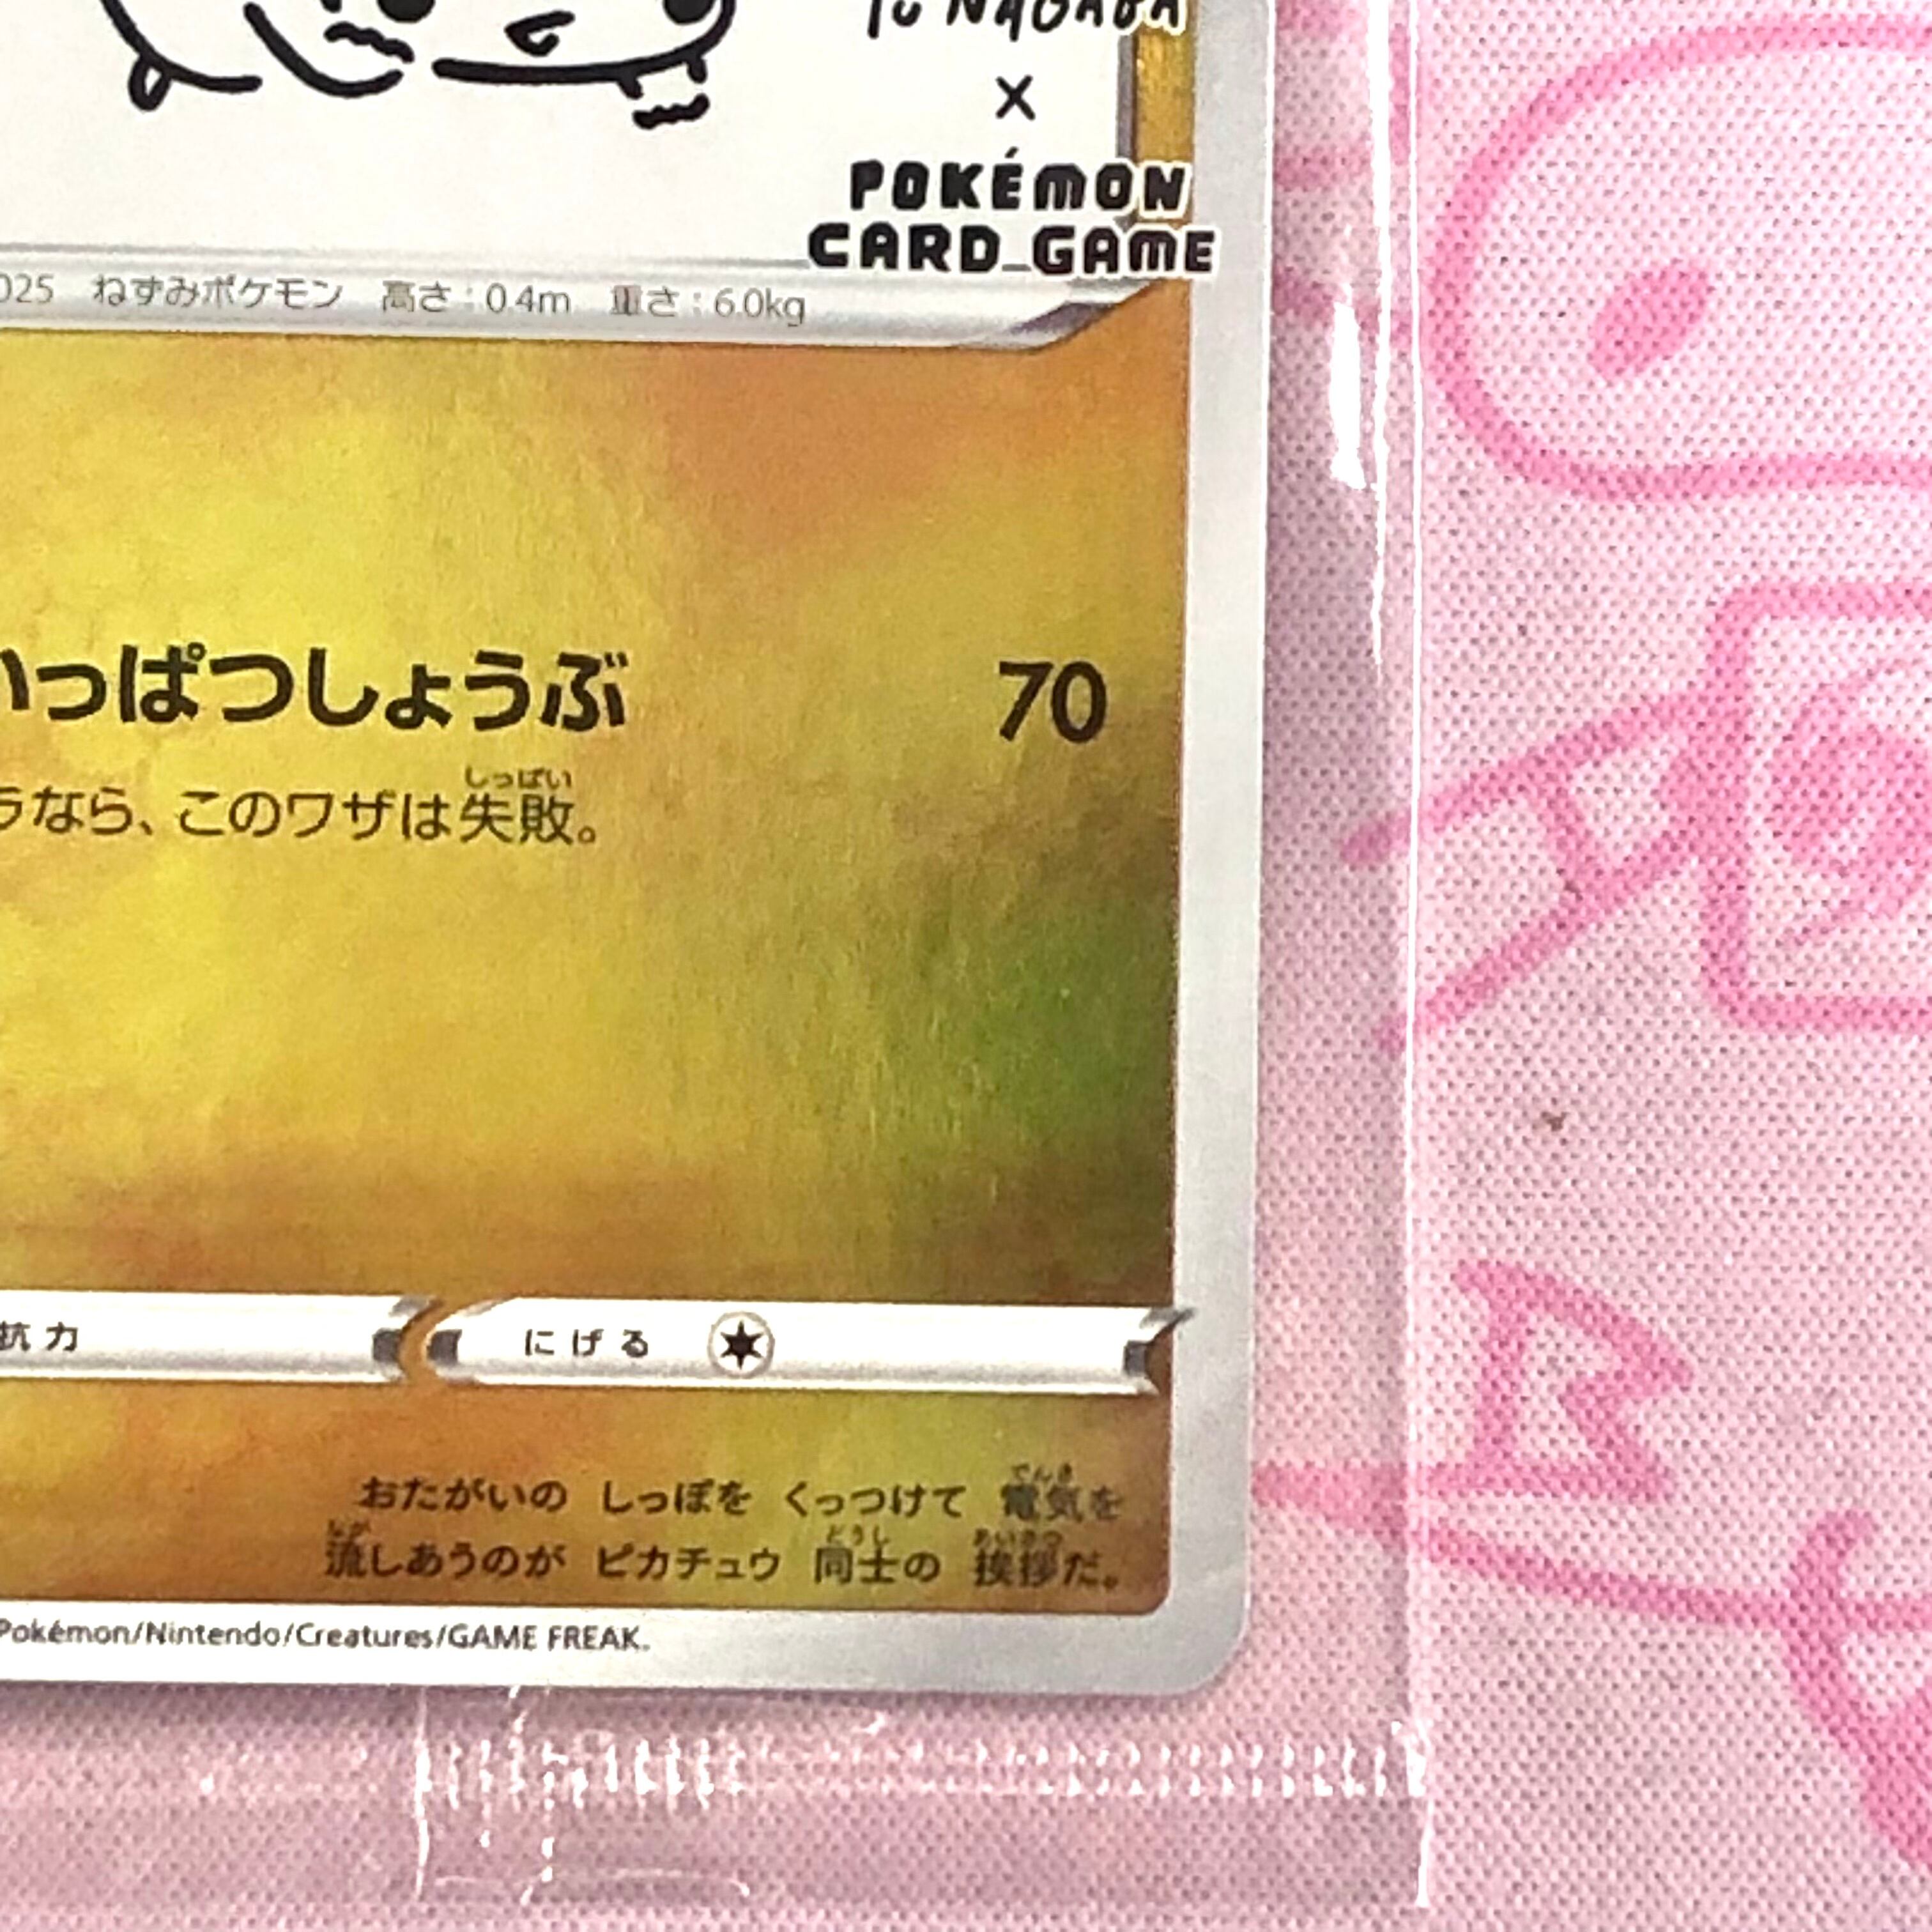 YU NAGABA
×
POKÉMON
CARD GAME
025 ねずみポケモン 高さ：0.4m 重さ：6.0kg
いっぱつしょうぶ 70
ラなら、このワザは失敗。
しっぱい
抗力 にげる
おたがいの しっぽを くっつけて 電気を
でんき
流しあうのが ピカチュウ 同士の 挨拶だ。
なが どうし あいさつ
Pokémon/Nintendo/Creatures/GAME FREAK.